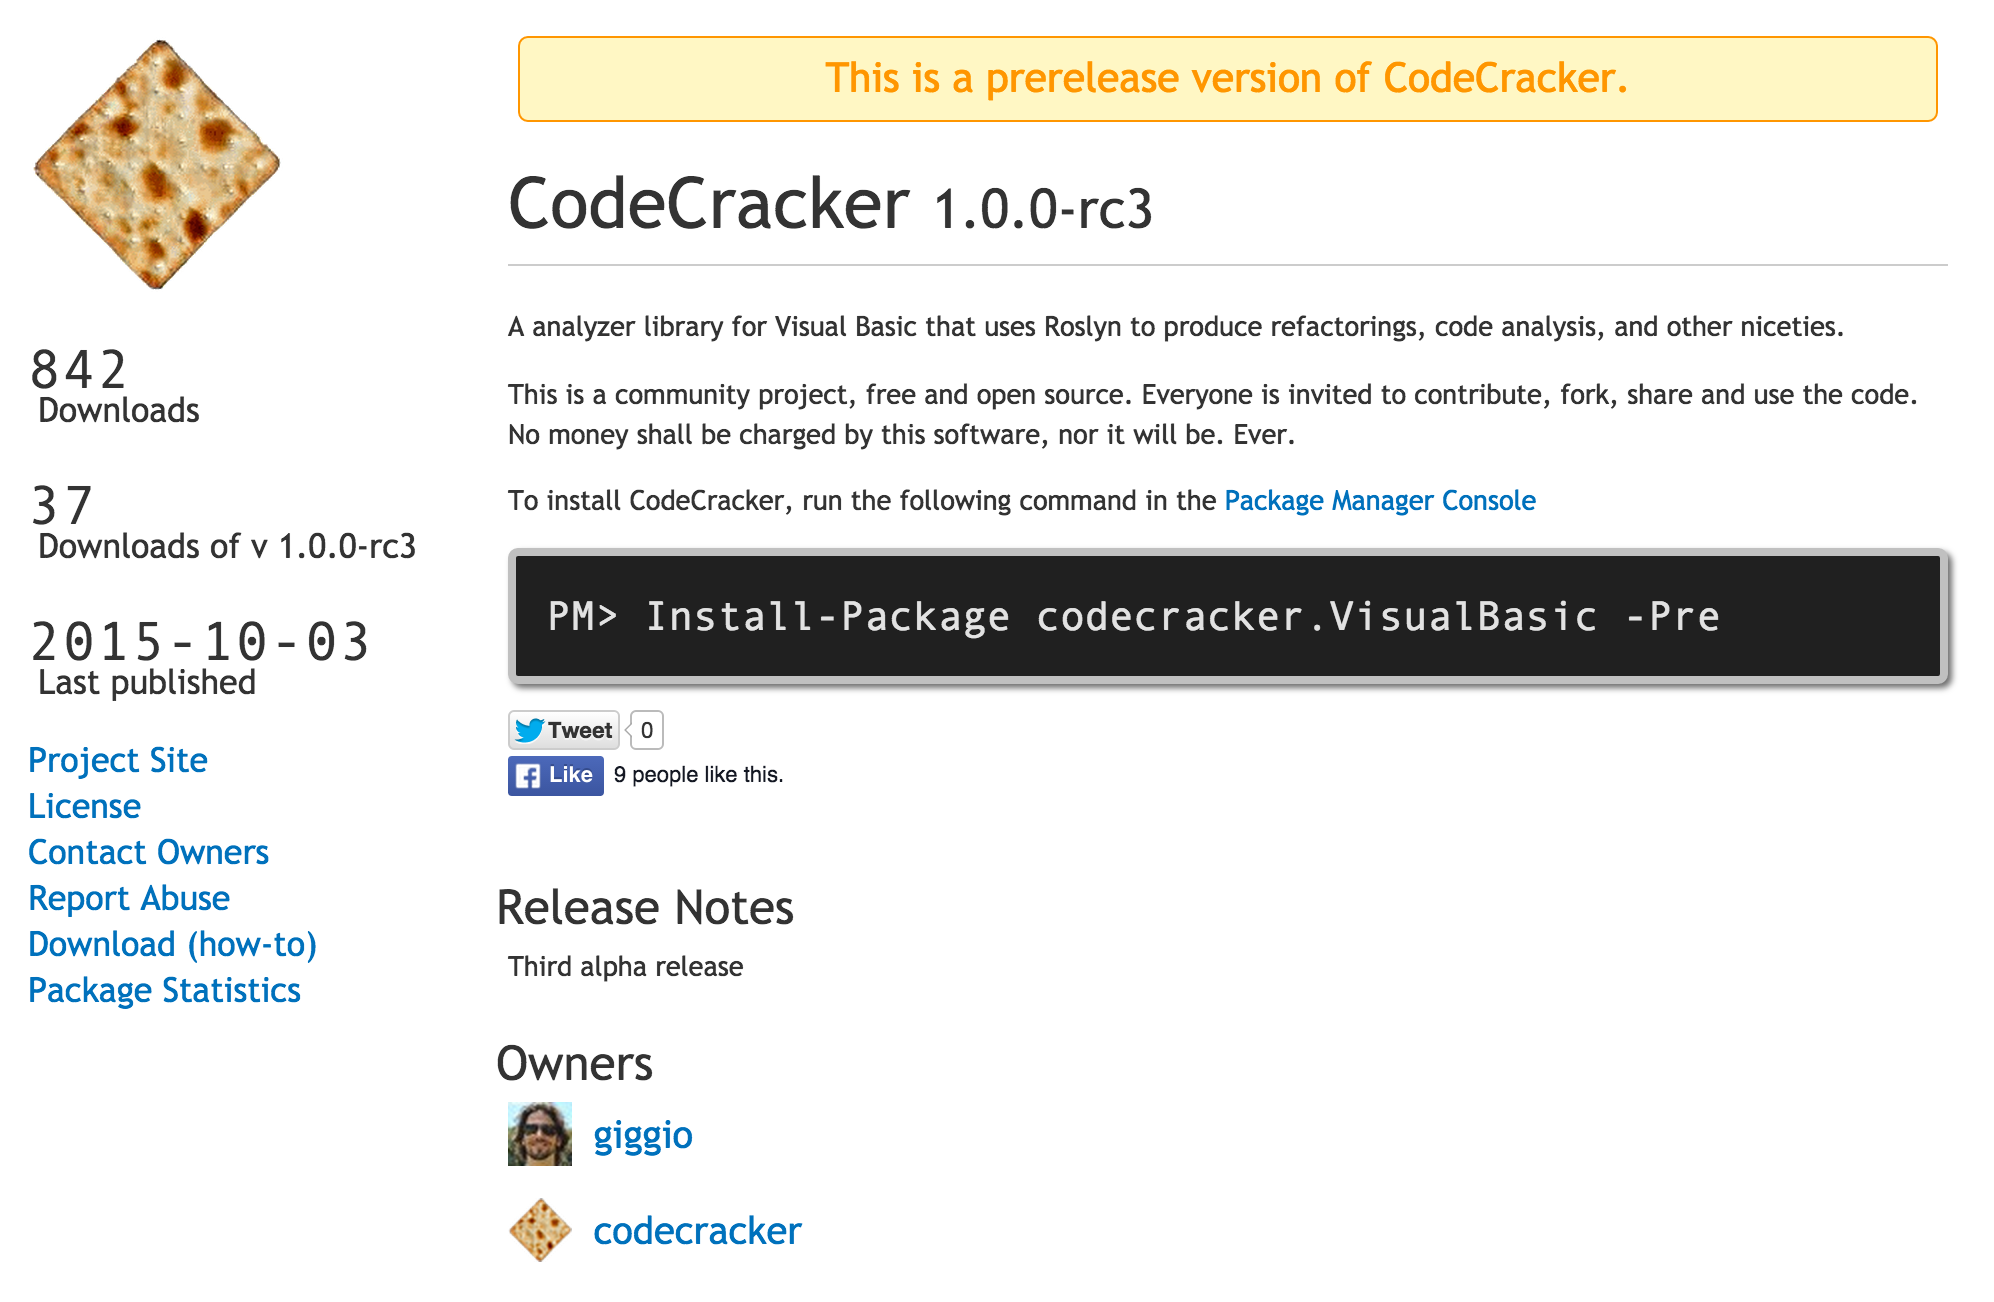 This is a prerelease version of CodeCracker.
CodeCracker 1.0.0-rc3
A analyzer library for Visual Basic that uses Roslyn to produce refactorings, code analysis, and other niceties.
This is a community project, free and open source. Everyone is invited to contribute, fork, share and use the code.
No money shall be charged by this software, nor it will be. Ever.
To install CodeCracker, run the following command in the Package Manager Console
PM> Install-Package codecracker.VisualBasic -Pre
Tweet 0
Like 9 people like this.
Release Notes
Third alpha release
Owners
giggio
codecracker
842
Downloads
37
Downloads of v 1.0.0-rc3
2015-10-03
Last published
Project Site
License
Contact Owners
Report Abuse
Download (how-to)
Package Statistics